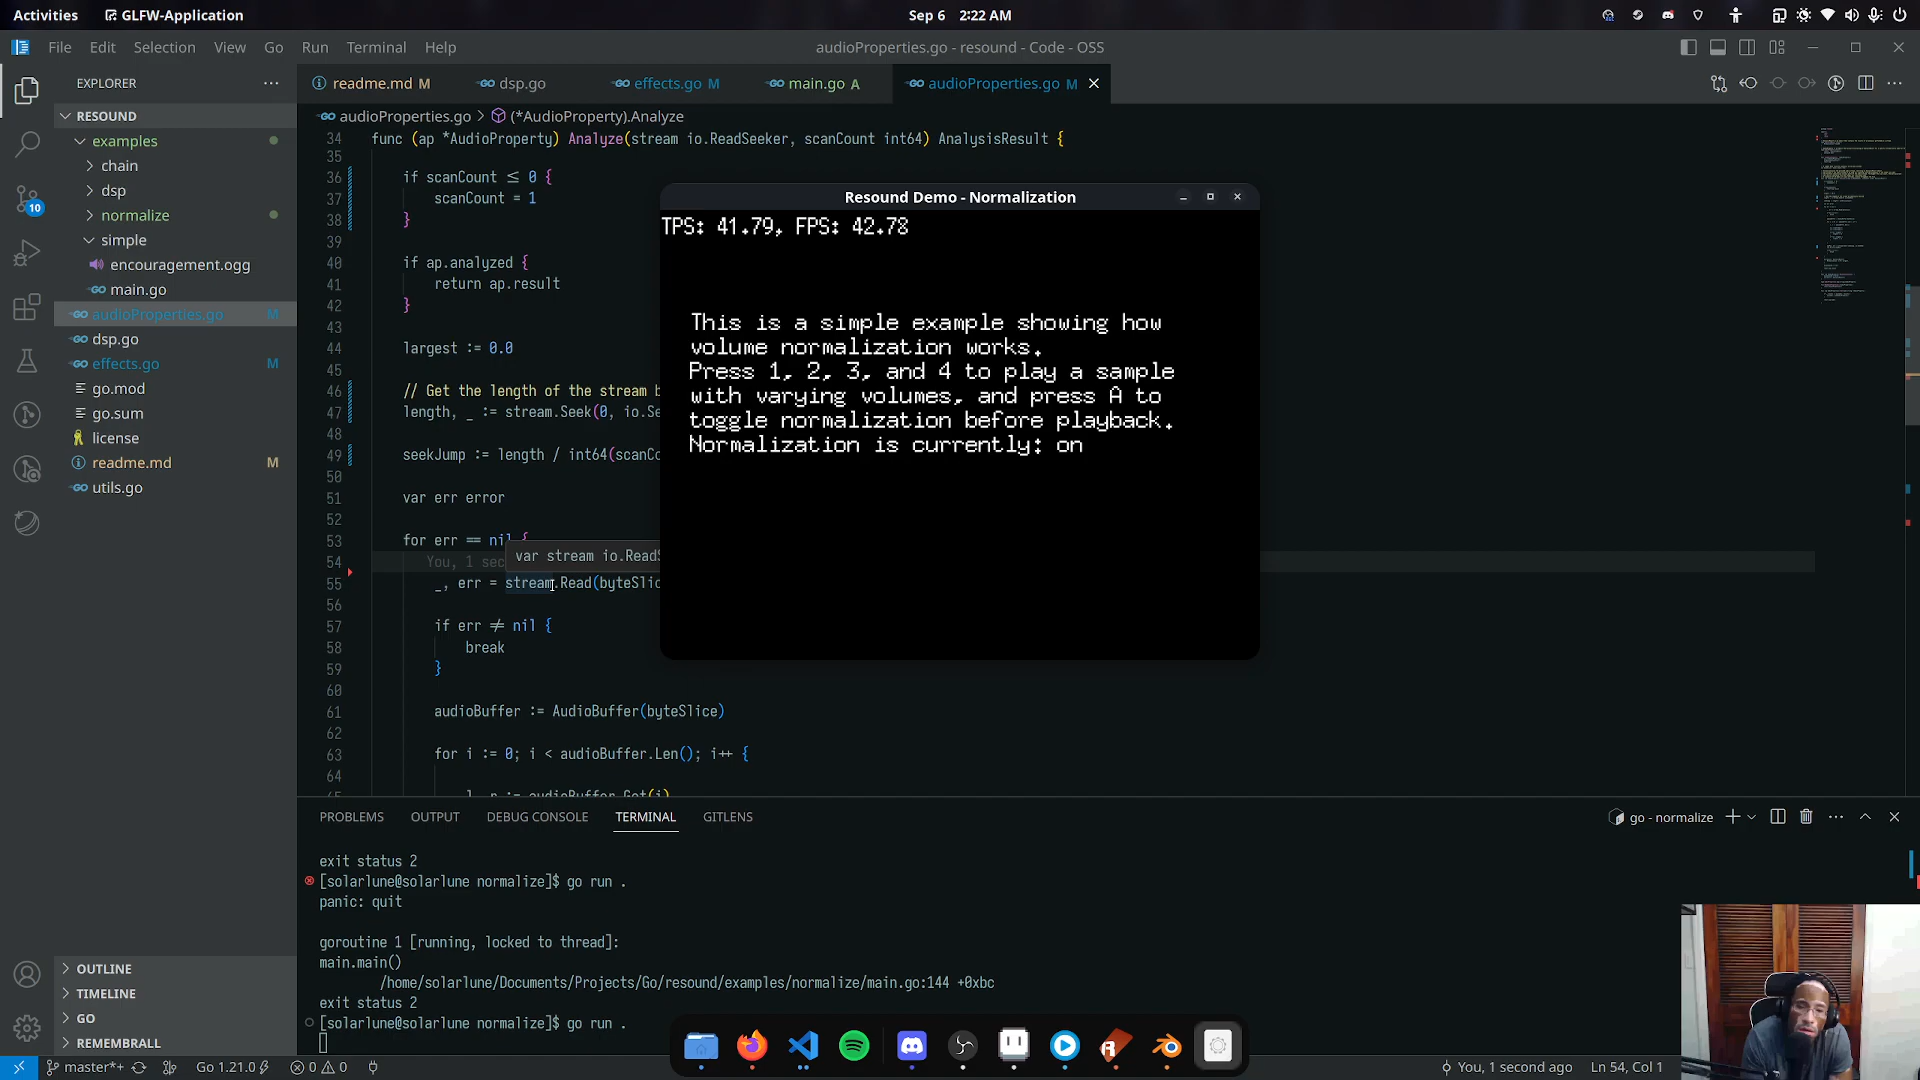 Activities
GLFW-Application
Sep 6 2:22 AM
File Edit Selection View Go Run Terminal Help
audioProperties.go - resound - Code - OSS
EXPLORER
RESOUND
examples
chain
dsp
normalize
simple
encouragement.ogg
main.go
audioProperties.go M
dsp.go
effects.go M
go.mod
go.sum
license
readme.md M
utils.go
OUTLINE
TIMELINE
GO
REMEMBRALL
10
readme.md M
dsp.go
effects.go M
main.go A
audioProperties.go M
audioProperties.go > (*AudioProperty).Analyze
34 func (ap *AudioProperty) Analyze(stream io.ReadSeeker, scanCount int64) AnalysisResult {
35
36 if scanCount ≤ 0 {
37 scanCount = 1
38 }
39
40 if ap.analyzed {
41 return ap.result
42 }
43
44 largest := 0.0
45
46 // Get the length of the stream b
47 length, _ := stream.Seek(0, io.Se
48
49 seekJump := length / int64(scanCo
50
51 var err error
52
53 for err == nil {
54 You, 1 sec
var stream io.ReadS
55 _, err = stream.Read(byteSlic
56
57 if err ≠ nil {
58 break
59 }
60
61 audioBuffer := AudioBuffer(byteSlice)
62
63 for i := 0; i < audioBuffer.Len(); i++ {
64
65 l, r := audioBuffer.Get(i)
Resound Demo - Normalization
TPS: 41.79, FPS: 42.78
This is a simple example showing how
volume normalization works.
Press 1, 2, 3, and 4 to play a sample
with varying volumes, and press A to
toggle normalization before playback.
Normalization is currently: on
PROBLEMS OUTPUT DEBUG CONSOLE TERMINAL GITLENS
go - normalize
exit status 2
[solarlune@solarlune normalize]$ go run .
panic: quit
goroutine 1 [running, locked to thread]:
main.main()
/home/solarlune/Documents/Projects/Go/resound/examples/normalize/main.go:144 +0xbc
exit status 2
[solarlune@solarlune normalize]$ go run .
master*+
Go 1.21.0
0 0
You, 1 second ago
Ln 54, Col 1